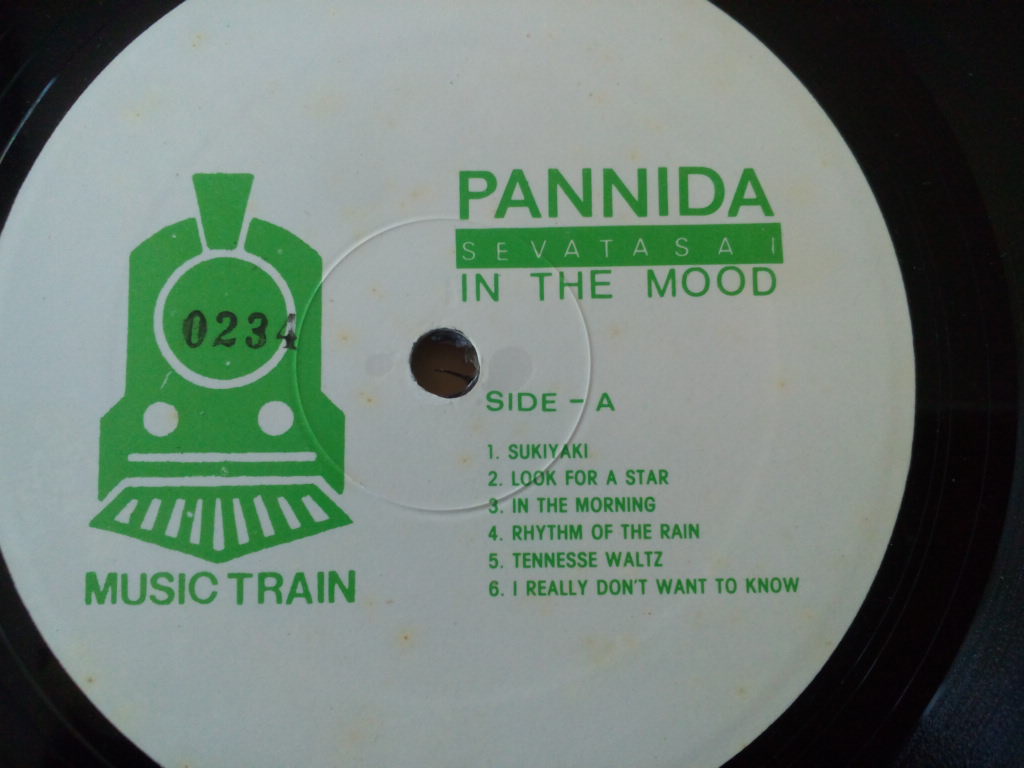 PANNIDA
SEVATASAI
IN THE MOOD
0234
SIDE - A
1. SUKIYAKI
2. LOOK FOR A STAR
3. IN THE MORNING
4. RHYTHM OF THE RAIN
5. TENNESSE WALTZ
6. I REALLY DON'T WANT TO KNOW
MUSIC TRAIN